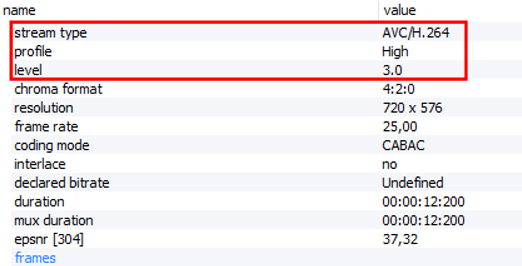 name value
stream type AVC/H.264
profile High
level 3.0
chroma format 4:2:0
resolution 720 x 576
frame rate 25,00
coding mode CABAC
interlace no
declared bitrate Undefined
duration 00:00:12:200
mux duration 00:00:12:200
epsnr [304] 37,32
frames